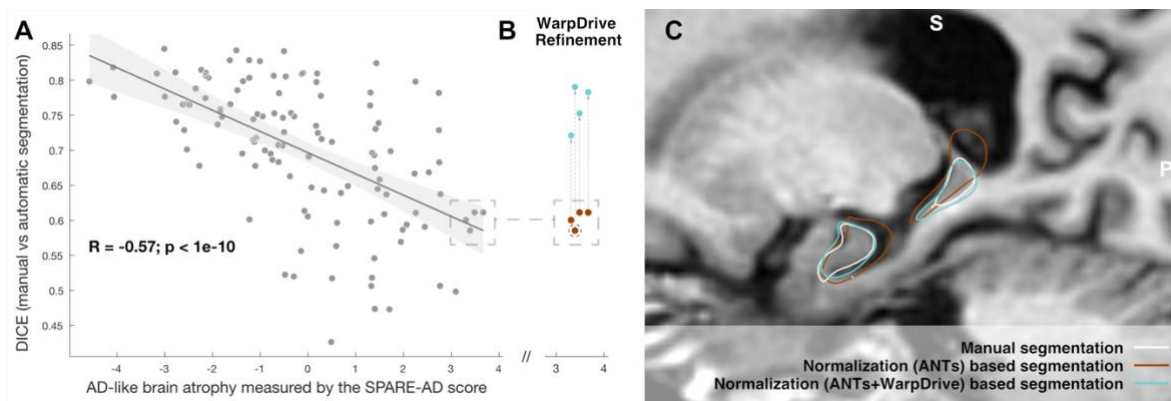 A
DICE (manual vs automatic segmentation)
0.85
0.8
0.75
0.7
0.65
0.6
0.55
0.5
0.45
R = -0.57; p < 1e-10
-4
-3
-2
-1
0
1
2
3
4
//
3
4
AD-like brain atrophy measured by the SPARE-AD score
B
WarpDrive
Refinement
C
S
P
Manual segmentation
Normalization (ANTs) based segmentation
Normalization (ANTs+WarpDrive) based segmentation